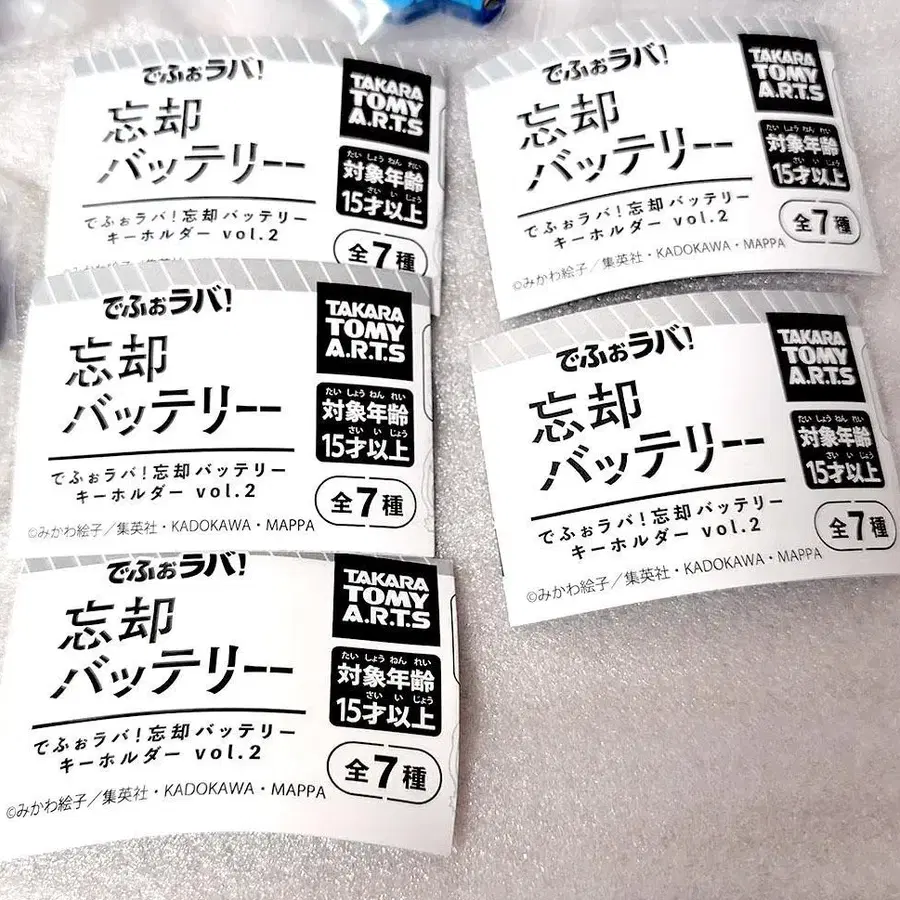 でふぉラバ!
忘却
バッテリー
でふぉラバ!忘却バッテリー
キーホルダー vol.2
TAKARA
TOMY
A.R.T.S
たいしょうねんれい
対象年齢
さいいじょう
15才以上
全7種
でふぉラバ!
忘却
バッテリー
でふぉラバ!忘却バッテリー
キーホルダー vol.2
©みかわ絵子/集英社・KADOKAWA・MAPPA
TAKARA
TOMY
A.R.T.S
たいしょうねんれい
対象年齢
さいいじょう
15才以上
全7種
でふぉラバ!
忘却
バッテリー
でふぉラバ!忘却バッテリー
キーホルダー vol.2
©みかわ絵子/集英社・KADOKAWA・MAPPA
TAKARA
TOMY
A.R.T.S
たいしょうねんれい
対象年齢
さいいじょう
15才以上
全7種
でふぉラバ!
忘却
バッテリー
でふぉラバ!忘却バッテリー
キーホルダー vol.2
©みかわ絵子/集英社・KADOKAWA・MAPPA
TAKARA
TOMY
A.R.T.S
たいしょうねんれい
対象年齢
さいいじょう
15才以上
全7種
でふぉラバ!
忘却
バッテリー
でふぉラバ!忘却バッテリー
キーホルダー vol.2
©みかわ絵子/集英社・KADOKAWA・MAPPA
TAKARA
TOMY
A.R.T.S
たいしょうねんれい
対象年齢
さいいじょう
15才以上
全7種